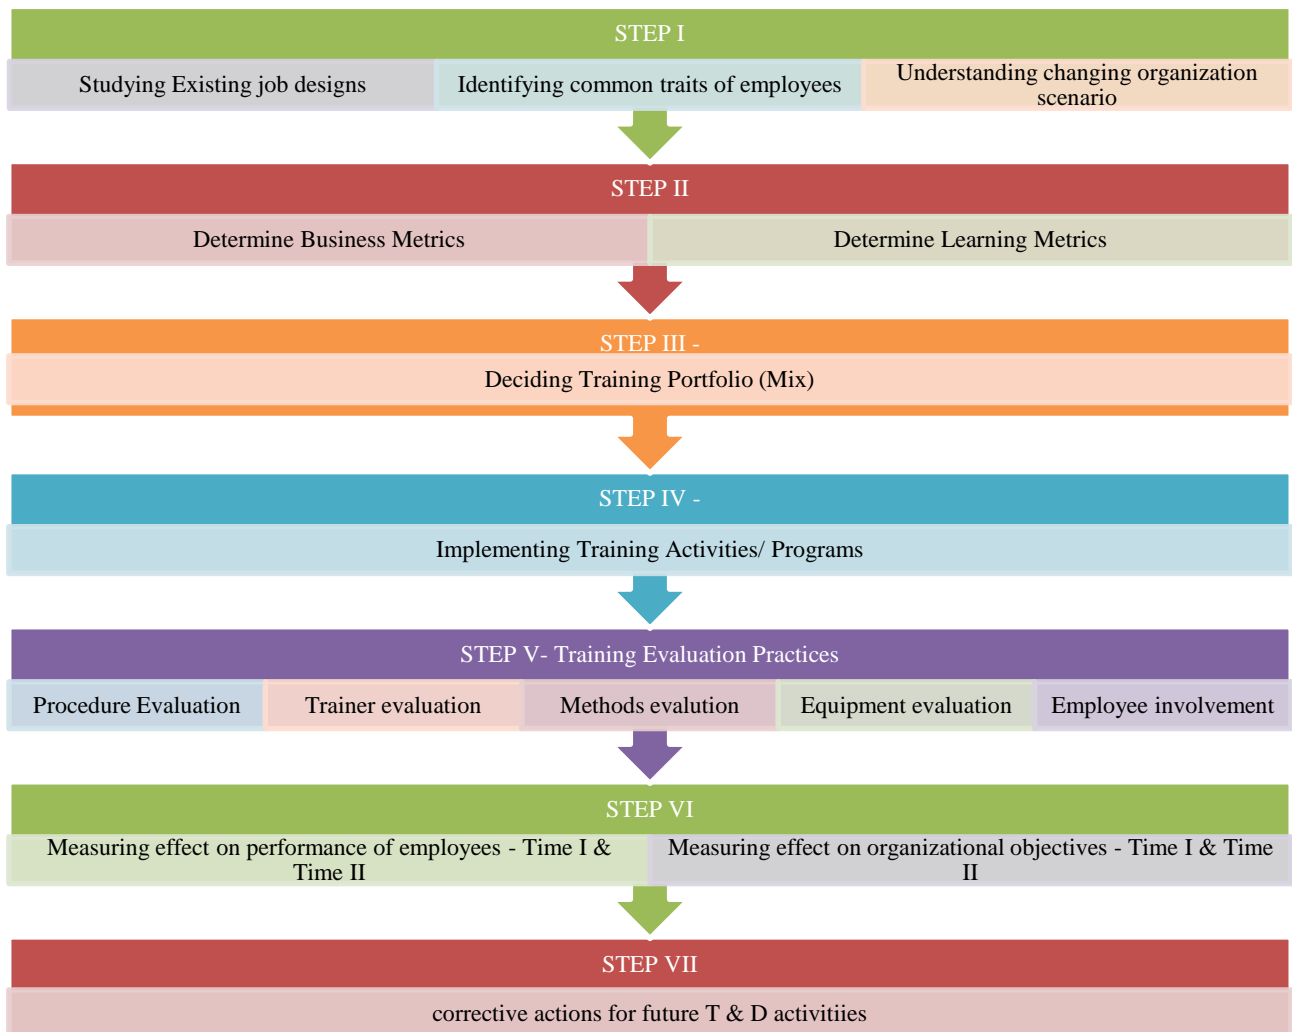 STEP I
Studying Existing job designs
Identifying common traits of employees
Understanding changing organization
scenario
STEP II
Determine Business Metrics
Determine Learning Metrics
STEP III -
Deciding Training Portfolio (Mix)
STEP IV -
Implementing Training Activities/ Programs
STEP V- Training Evaluation Practices
Procedure Evaluation
Trainer evaluation
Methods evalution
Equipment evaluation
Employee involvement
STEP VI
Measuring effect on performance of employees - Time I &
Time II
Measuring effect on organizational objectives - Time I & Time
II
STEP VII
corrective actions for future T & D activitiies